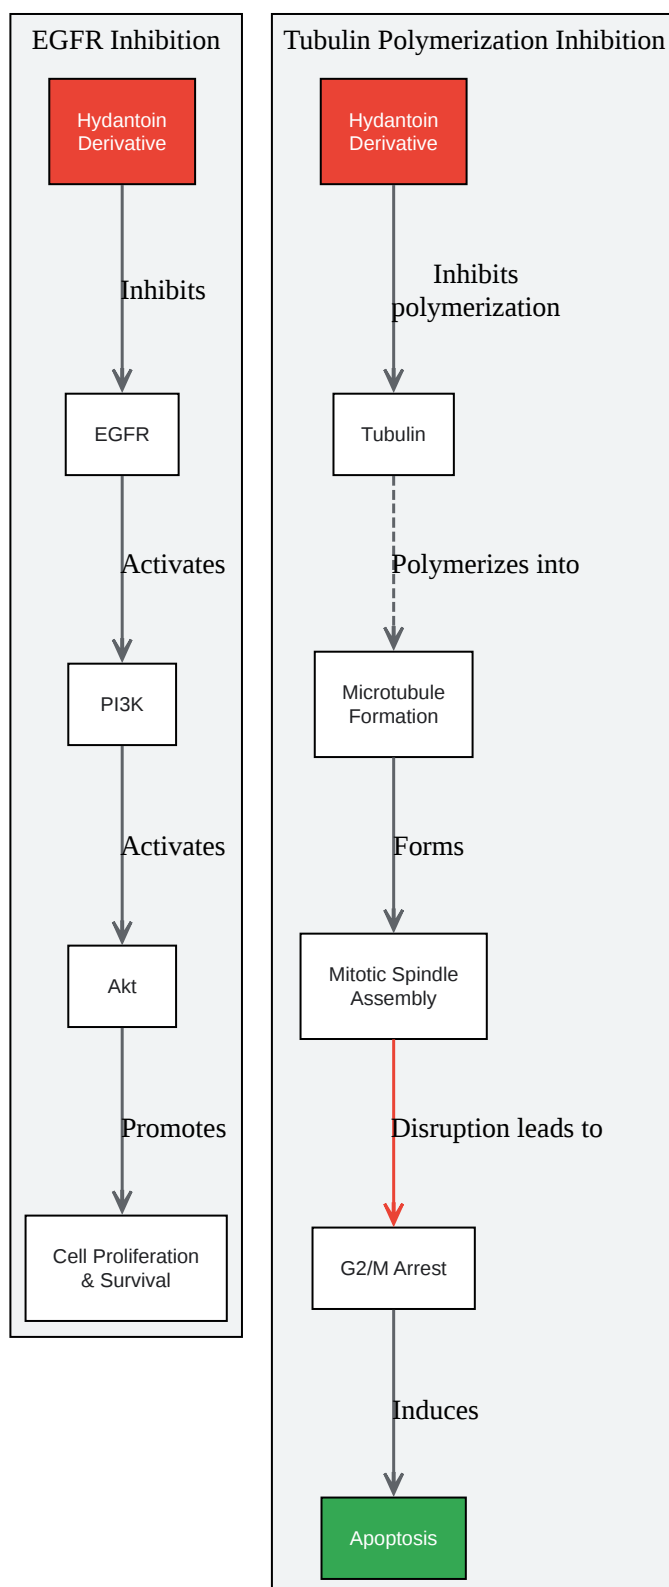 EGFR Inhibition
Hydantoin
Derivative
Inhibits
EGFR
Activates
PI3K
Activates
Akt
Promotes
Cell Proliferation
& Survival
Tubulin Polymerization Inhibition
Hydantoin
Derivative
Inhibits
polymerization
Tubulin
Polymerizes into
Microtubule
Formation
Forms
Mitotic Spindle
Assembly
Disruption leads to
G2/M Arrest
Induces
Apoptosis